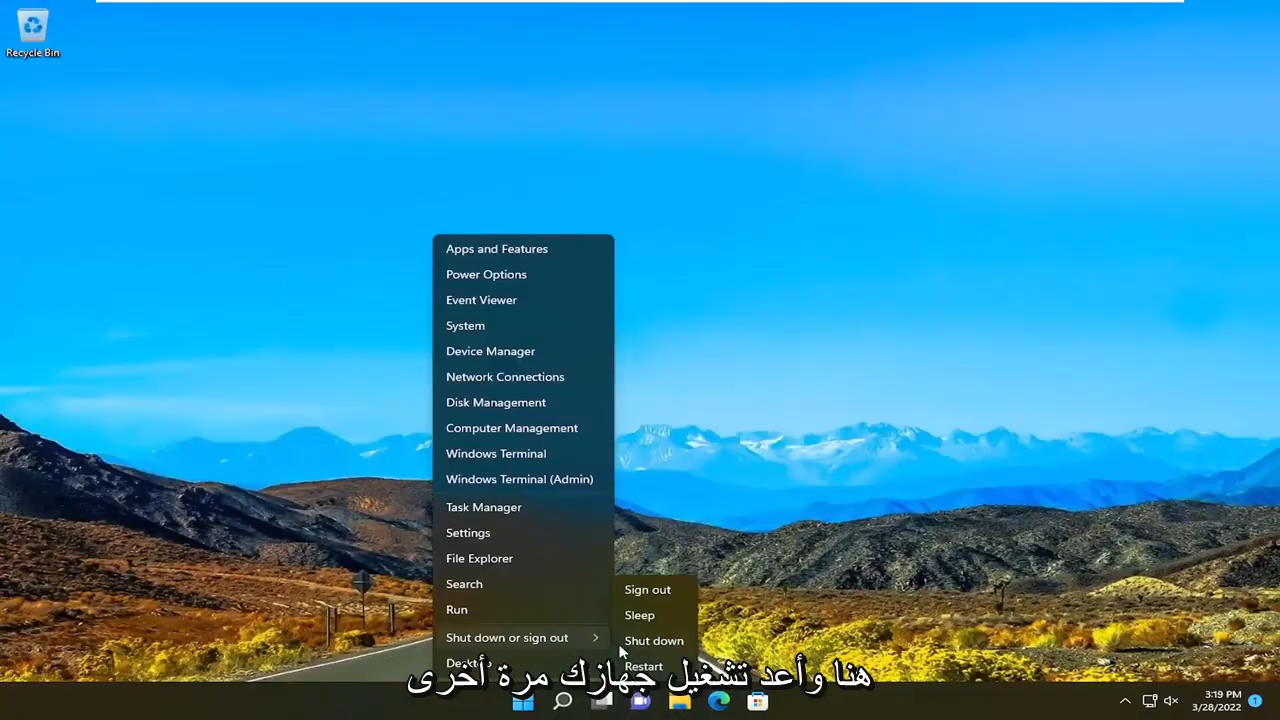 Recycle Bin
Apps and Features
Power Options
Event Viewer
System
Device Manager
Network Connections
Disk Management
Computer Management
Windows Terminal
Windows Terminal (Admin)
Task Manager
Settings
File Explorer
Search
Run
Shut down or sign out
Sign out
Sleep
Shut down
Restart
هنا وأعد تشغيل جهازك مرة أخرى
3:19 PM
3/28/2022
1